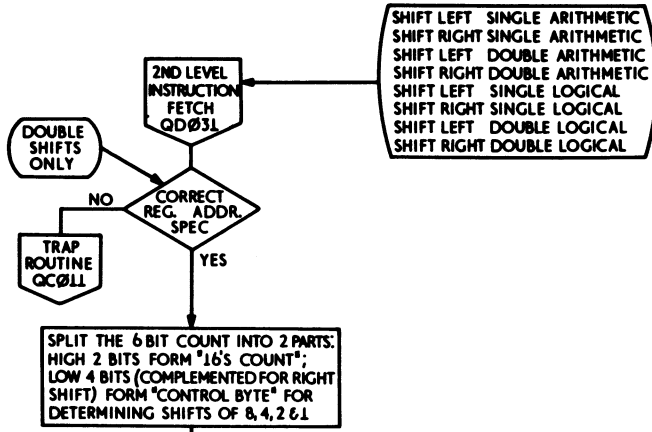 SHIFT LEFT SINGLE ARITHMETIC
SHIFT RIGHT SINGLE ARITHMETIC
SHIFT LEFT DOUBLE ARITHMETIC
SHIFT RIGHT DOUBLE ARITHMETIC
SHIFT LEFT SINGLE LOGICAL
SHIFT RIGHT SINGLE LOGICAL
SHIFT LEFT DOUBLE LOGICAL
SHIFT RIGHT DOUBLE LOGICAL
2ND LEVEL
INSTRUCTION
FETCH
QDØ31
DOUBLE
SHIFTS
ONLY
CORRECT
REG. ADDR.
SPEC
NO
TRAP
ROUTINE
QCØ11
YES
SPLIT THE 6 BIT COUNT INTO 2 PARTS:
HIGH 2 BITS FORM "16'S COUNT";
LOW 4 BITS (COMPLEMENTED FOR RIGHT
SHIFT) FORM "CONTROL BYTE" FOR
DETERMINING SHIFTS OF 8, 4, 2 & 1